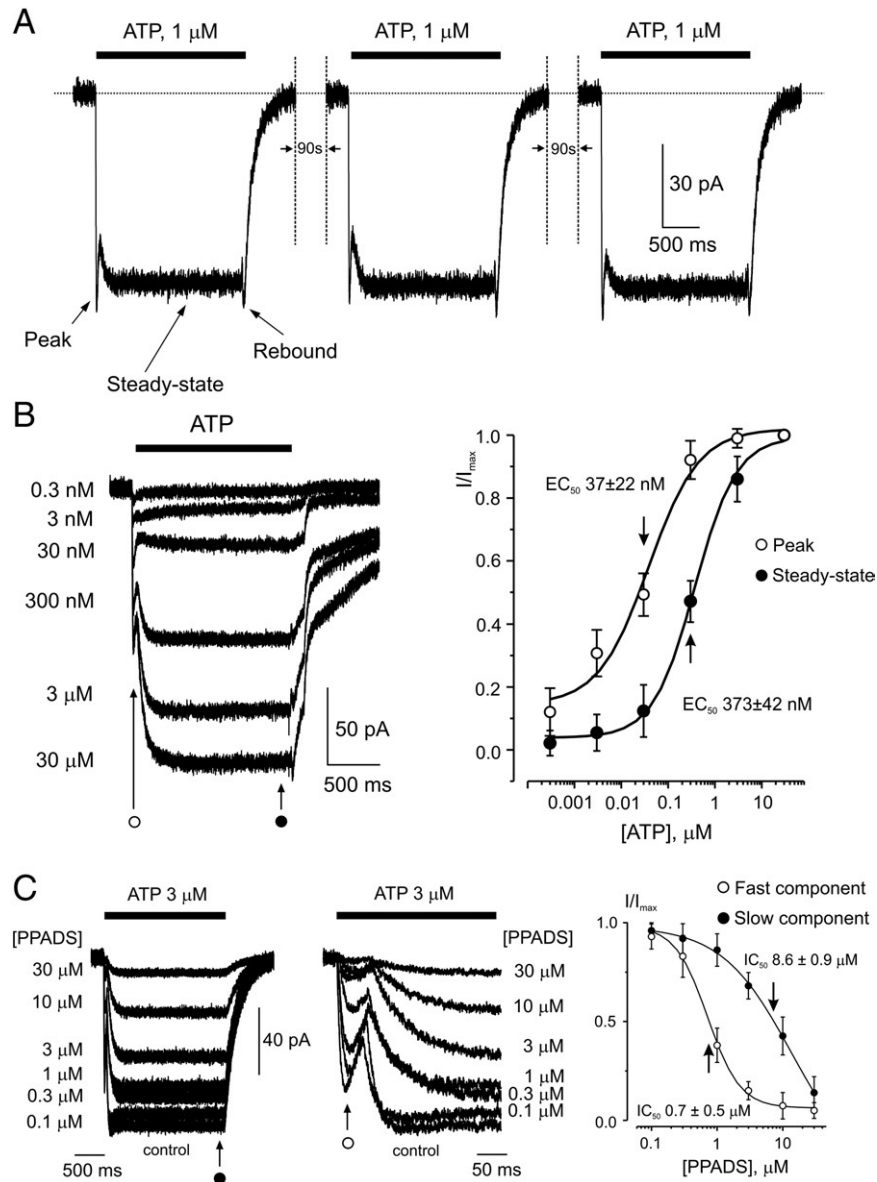 A
ATP, 1 μM ATP, 1 μM ATP, 1 μM
90s 90s
30 pA
500 ms
Peak
Rebound
Steady-state
B
ATP
0.3 nM
3 nM
30 nM
300 nM
3 μM
30 μM
50 pA
500 ms
I/Imax
1.0
0.8
0.6
0.4
0.2
0.0
EC50 37±22 nM
Peak
Steady-state
EC50 373±42 nM
0.001 0.01 0.1 1 10
[ATP], μM
C
ATP 3 μM ATP 3 μM
[PPADS]
30 μM
10 μM
3 μM
1 μM
0.3 μM
0.1 μM
40 pA
control
500 ms
[PPADS]
30 μM
10 μM
3 μM
1 μM
0.3 μM
0.1 μM
control
50 ms
Fast component
Slow component
I/Imax
1.0
0.5
0.0
IC50 8.6 ± 0.9 μM
IC50 0.7 ± 0.5 μM
0.1 1 10
[PPADS], μM